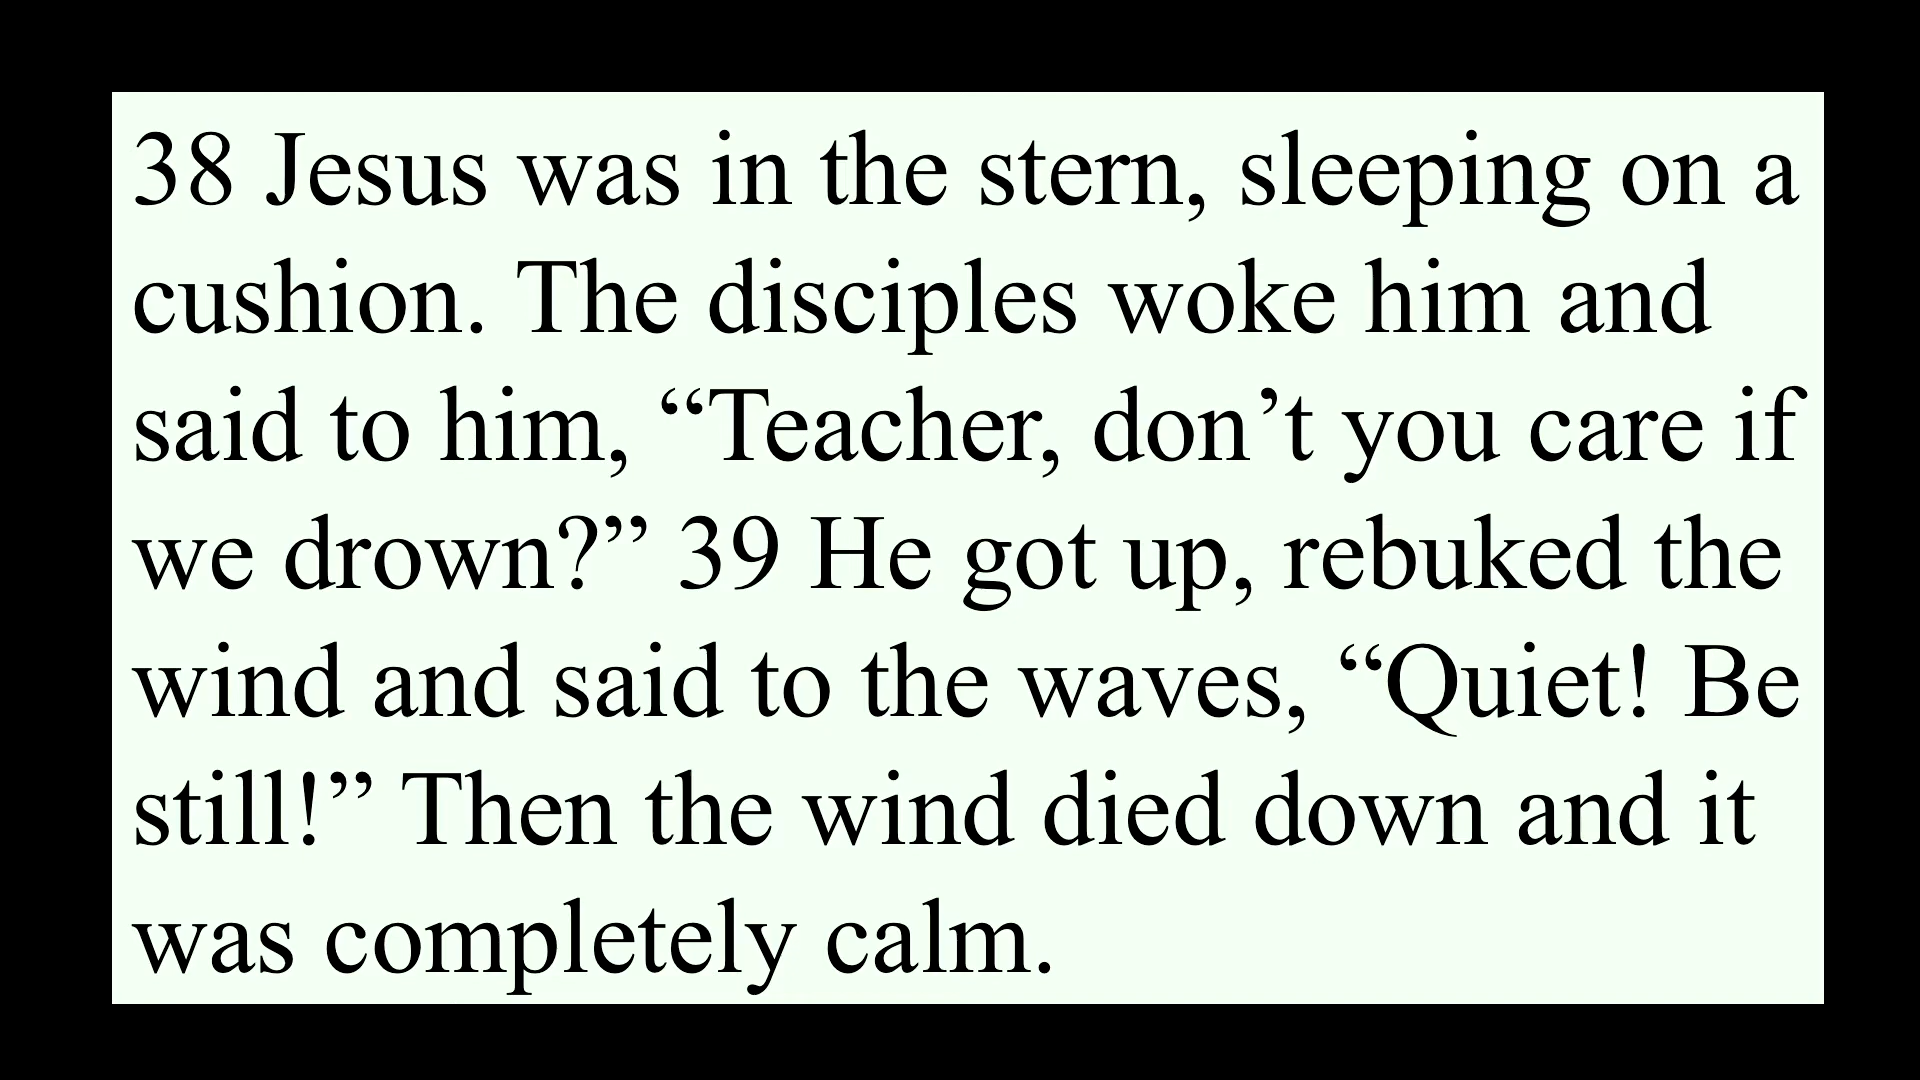 38 Jesus was in the stern, sleeping on a
cushion. The disciples woke him and
said to him, “Teacher, don’t you care if
we drown?” 39 He got up, rebuked the
wind and said to the waves, “Quiet! Be
still!” Then the wind died down and it
was completely calm.